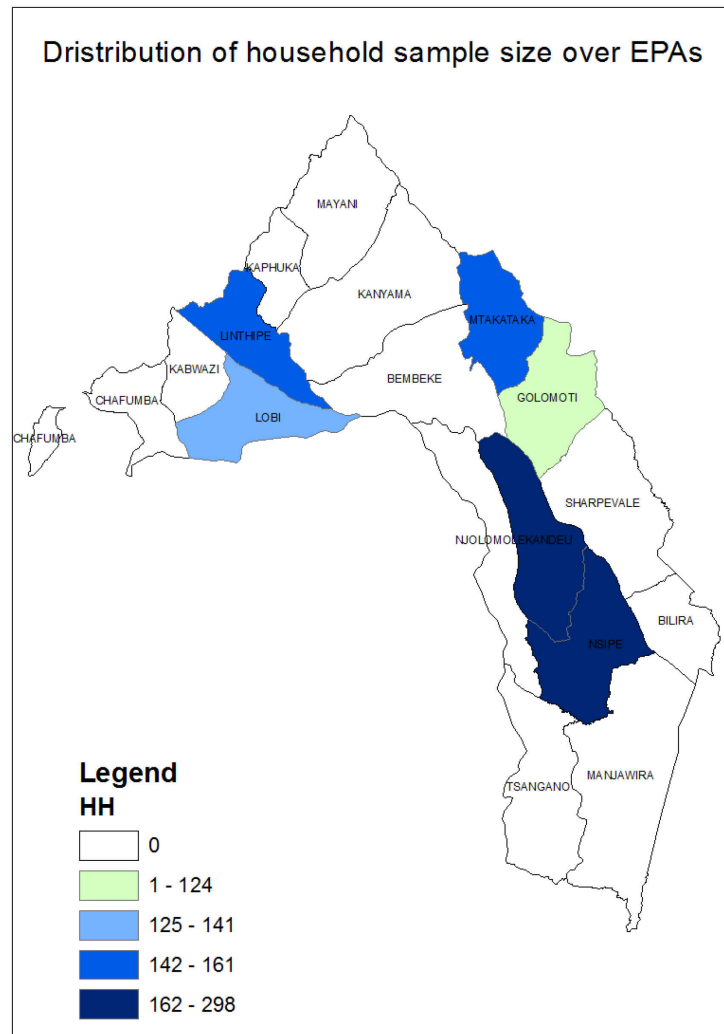 Dristribution of household sample size over EPAs
MAYANI
KAPHUKA
KANYAMA
MTAKATAKA
LINTHIPE
KABWAZI
BEMBEKE
GOLOMOTI
CHAFUMBA
LOBI
CHAFUMBA
SHARPEVALE
NJOLOMOLEKANDEU
BILIRA
NSIPE
TSANGANO
MANJAWIRA
Legend
HH
0
1 - 124
125 - 141
142 - 161
162 - 298